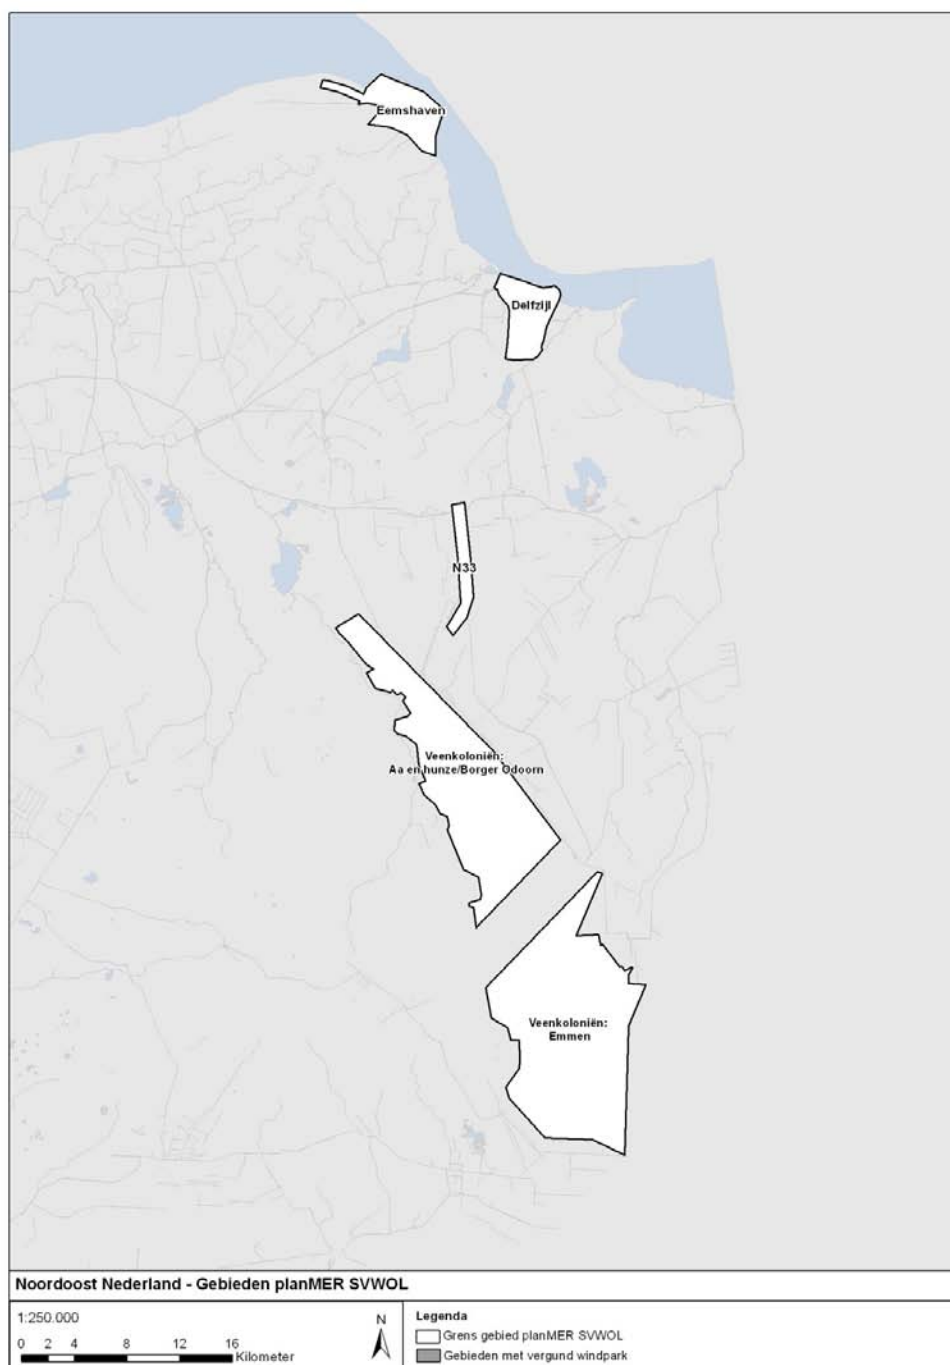 Eemshaven
Delfzijl
N33
Veenkoloniën:
Aa en hunze/Borger Odoorn
Veenkoloniën:
Emmen
Noordoost Nederland - Gebieden planMER SVWOL
1:250.000
0 2 4 8 12 16
Kilometer
N
Legenda
Grens gebied planMER SVWOL
Gebieden met vergund windpark